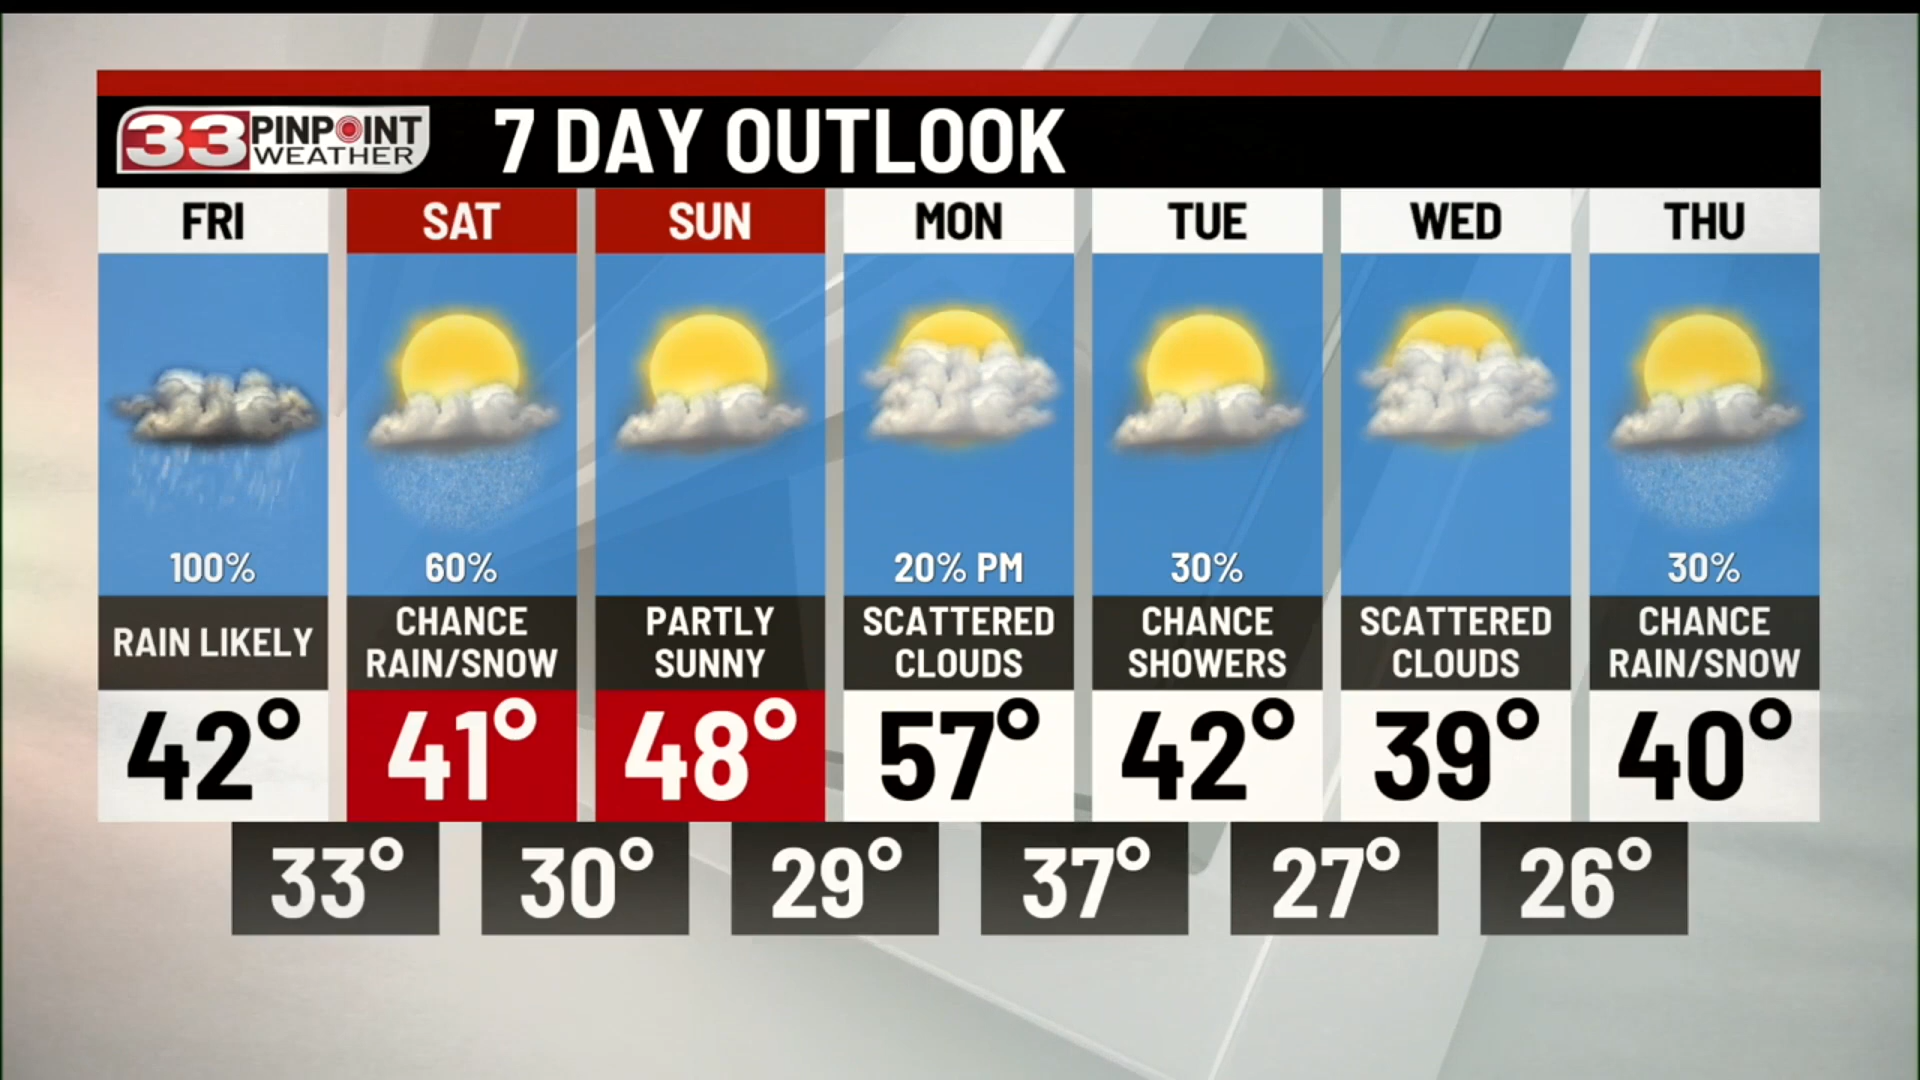 33 PINPOINT WEATHER
7 DAY OUTLOOK
FRI SAT SUN MON TUE WED THU
100% 60% 20% PM 30% 30%
RAIN LIKELY
CHANCE RAIN/SNOW
PARTLY SUNNY
SCATTERED CLOUDS
CHANCE SHOWERS
SCATTERED CLOUDS
CHANCE RAIN/SNOW
42° 41° 48° 57° 42° 39° 40°
33° 30° 29° 37° 27° 26°